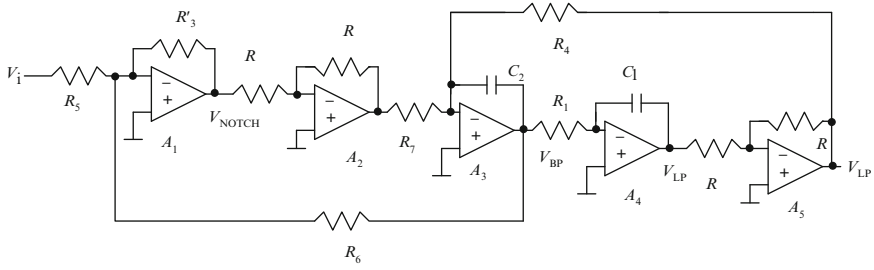 R′3
R
R
R4
Vi
R5
C2
R1
C1
VNOTCH
R7
A1
A2
A3
VBP
A4
VLP
R
A5
R
VLP
R6